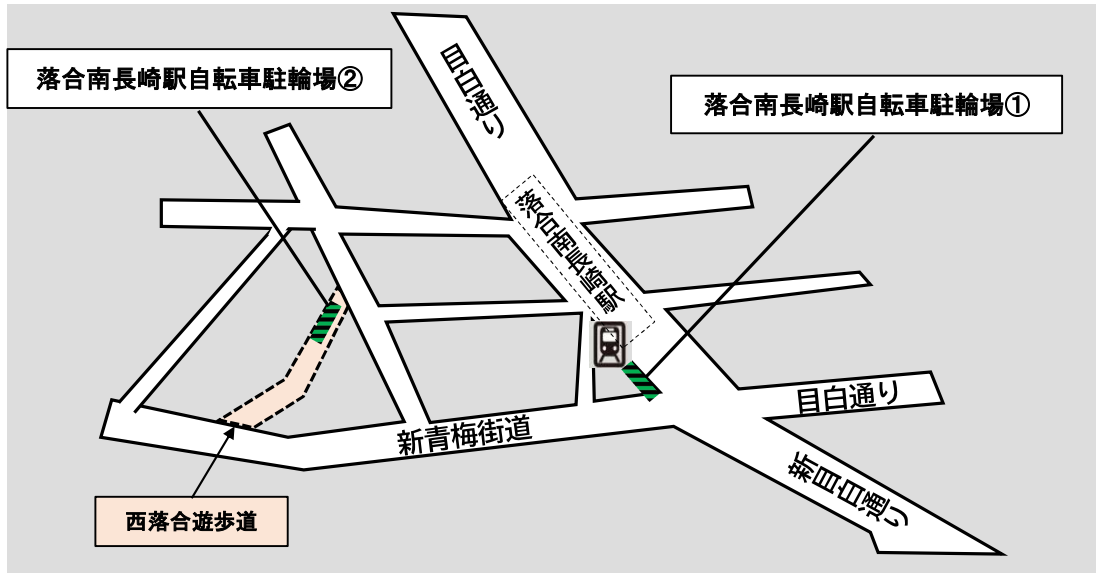 目白通り
落合南長崎駅自転車駐輪場②
落合南長崎駅自転車駐輪場①
落合南長崎駅
目白通り
新青梅街道
新目白通り
西落合遊歩道